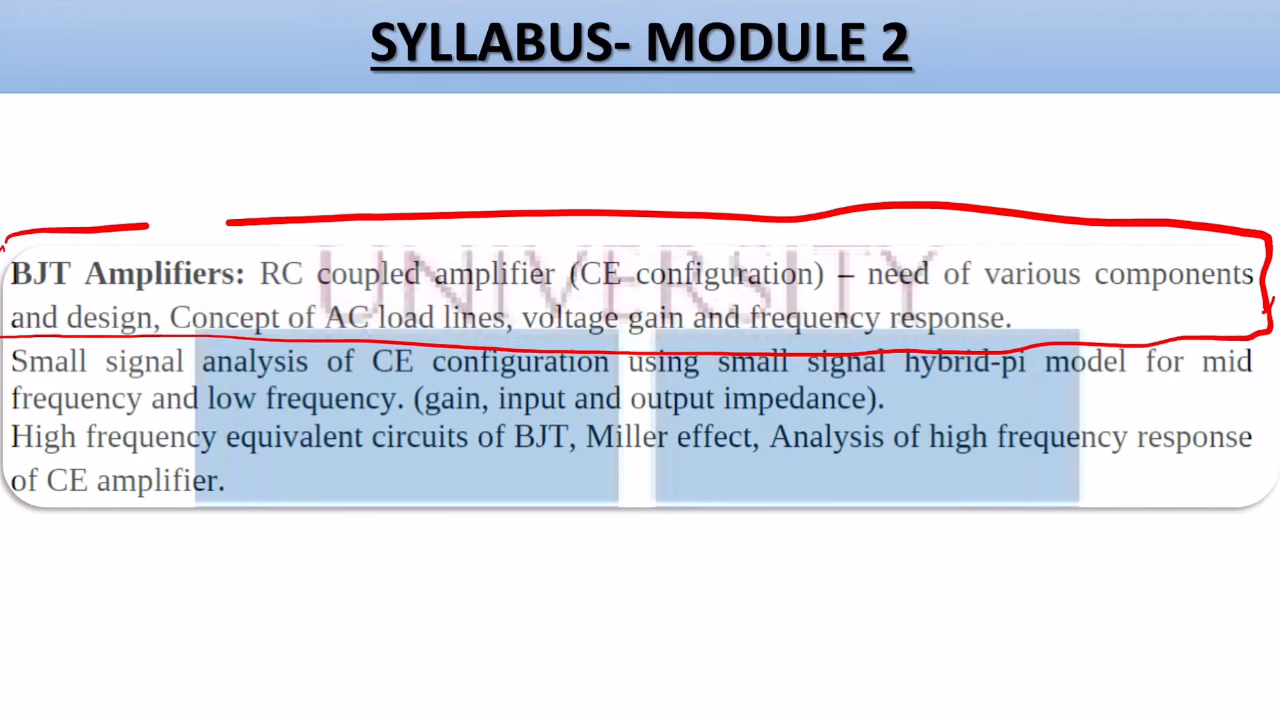 SYLLABUS- MODULE 2
UNIVERSITY
BJT Amplifiers: RC coupled amplifier (CE configuration) – need of various components
and design, Concept of AC load lines, voltage gain and frequency response.
Small signal analysis of CE configuration using small signal hybrid-pi model for mid
frequency and low frequency. (gain, input and output impedance).
High frequency equivalent circuits of BJT, Miller effect, Analysis of high frequency response
of CE amplifier.